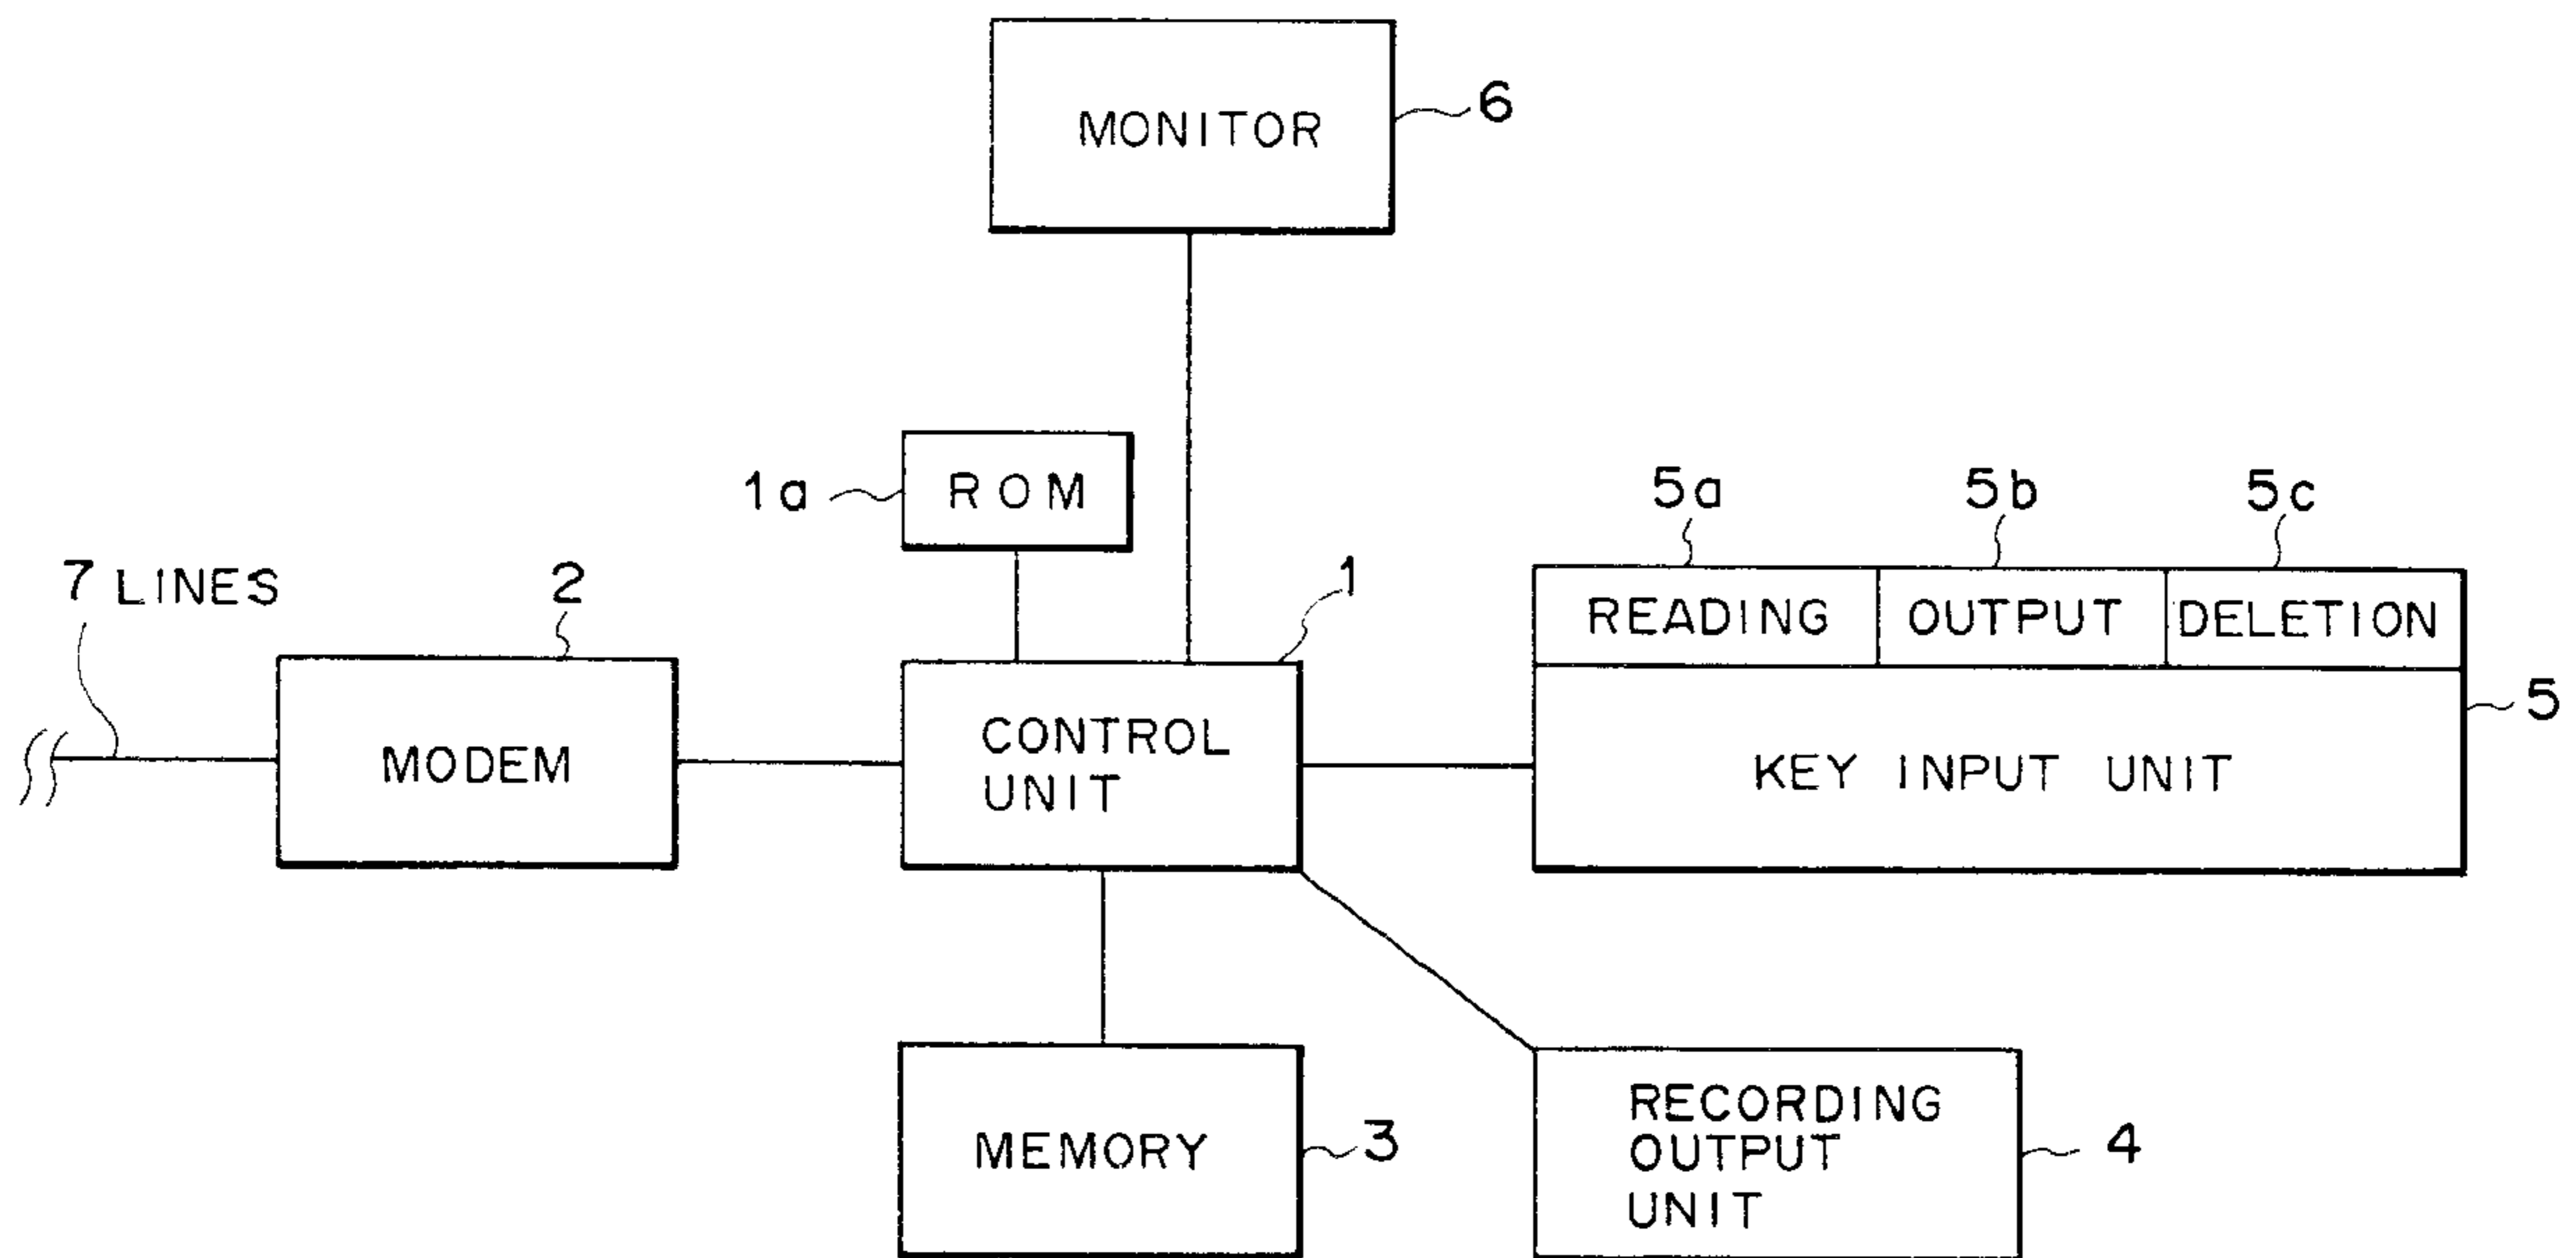 MONITOR
6
1a
ROM
5a
5b
5c
7 LINES
2
1
READING
OUTPUT
DELETION
MODEM
CONTROL
UNIT
KEY INPUT UNIT
5
MEMORY
3
RECORDING
OUTPUT
UNIT
4